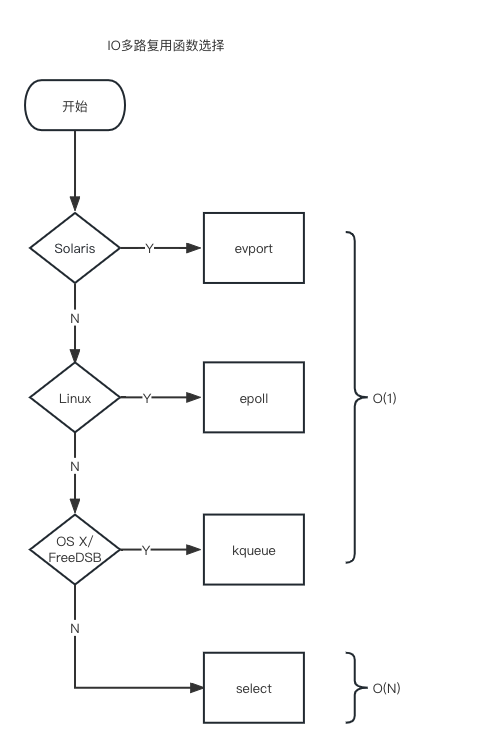 IO多路复用函数选择
开始
Solaris
Y
evport
N
Linux
Y
epoll
O(1)
N
OS X/
FreeDSB
Y
kqueue
N
select
O(N)